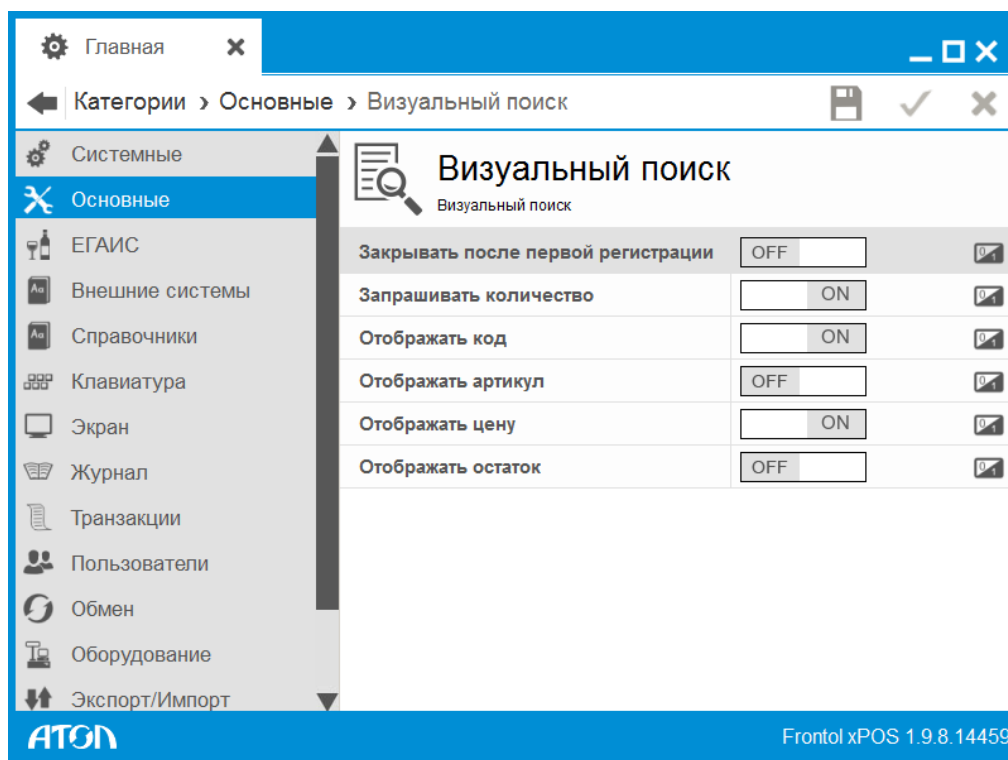 Главная
Категории › Основные › Визуальный поиск
Системные
Основные
ЕГАИС
Внешние системы
Справочники
Клавиатура
Экран
Журнал
Транзакции
Пользователи
Обмен
Оборудование
Экспорт/Импорт
Визуальный поиск
Визуальный поиск
Закрывать после первой регистрации OFF
Запрашивать количество ON
Отображать код ON
Отображать артикул OFF
Отображать цену ON
Отображать остаток OFF
ATOL Frontol xPOS 1.9.8.14459